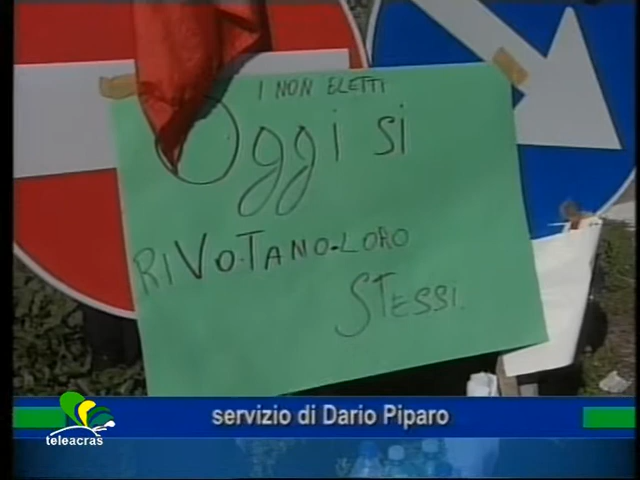 I NON ELETTI
Oggi si
RIVOTANO-LORO
STESSI.
servizio di Dario Piparo
teleacras